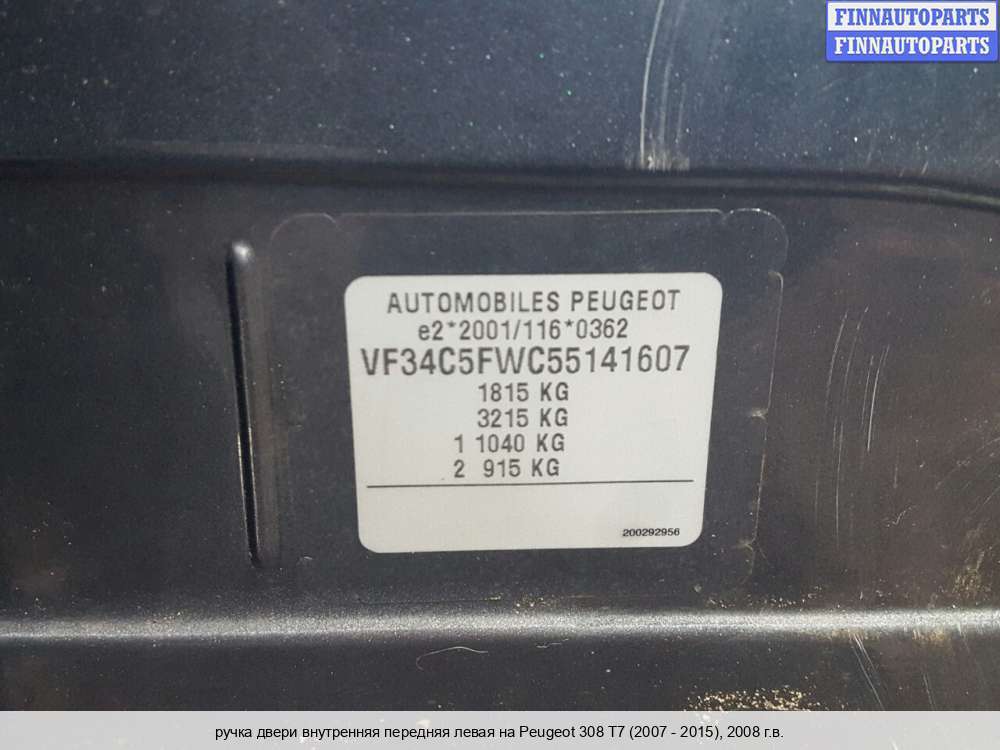 FINNAUTOPARTS
FINNAUTOPARTS
AUTOMOBILES PEUGEOT
e2*2001/116*0362
VF34C5FWC55141607
1815 KG
3215 KG
1 1040 KG
2 915 KG
200292956
ручка двери внутренняя передняя левая на Peugeot 308 T7 (2007 - 2015), 2008 г.в.